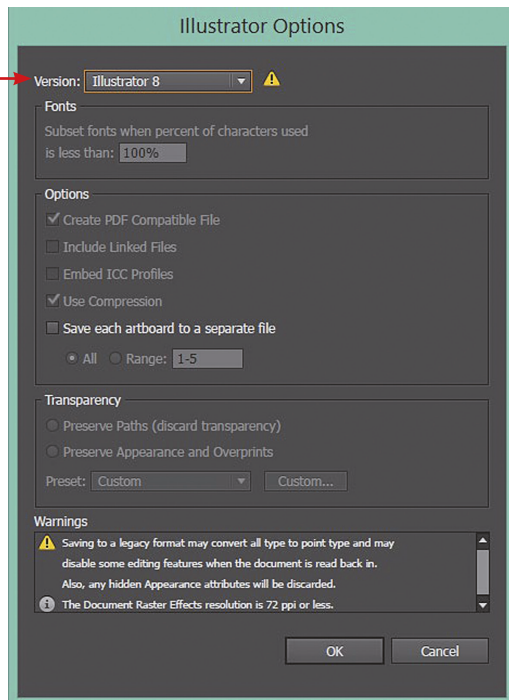 Illustrator Options
Version: Illustrator 8
Fonts
Subset fonts when percent of characters used
is less than: 100%
Options
Create PDF Compatible File
Include Linked Files
Embed ICC Profiles
Use Compression
Save each artboard to a separate file
All Range: 1-5
Transparency
Preserve Paths (discard transparency)
Preserve Appearance and Overprints
Preset: Custom Custom...
Warnings
Saving to a legacy format may convert all type to point type and may
disable some editing features when the document is read back in.
Also, any hidden Appearance attributes will be discarded.
The Document Raster Effects resolution is 72 ppi or less.
OK Cancel